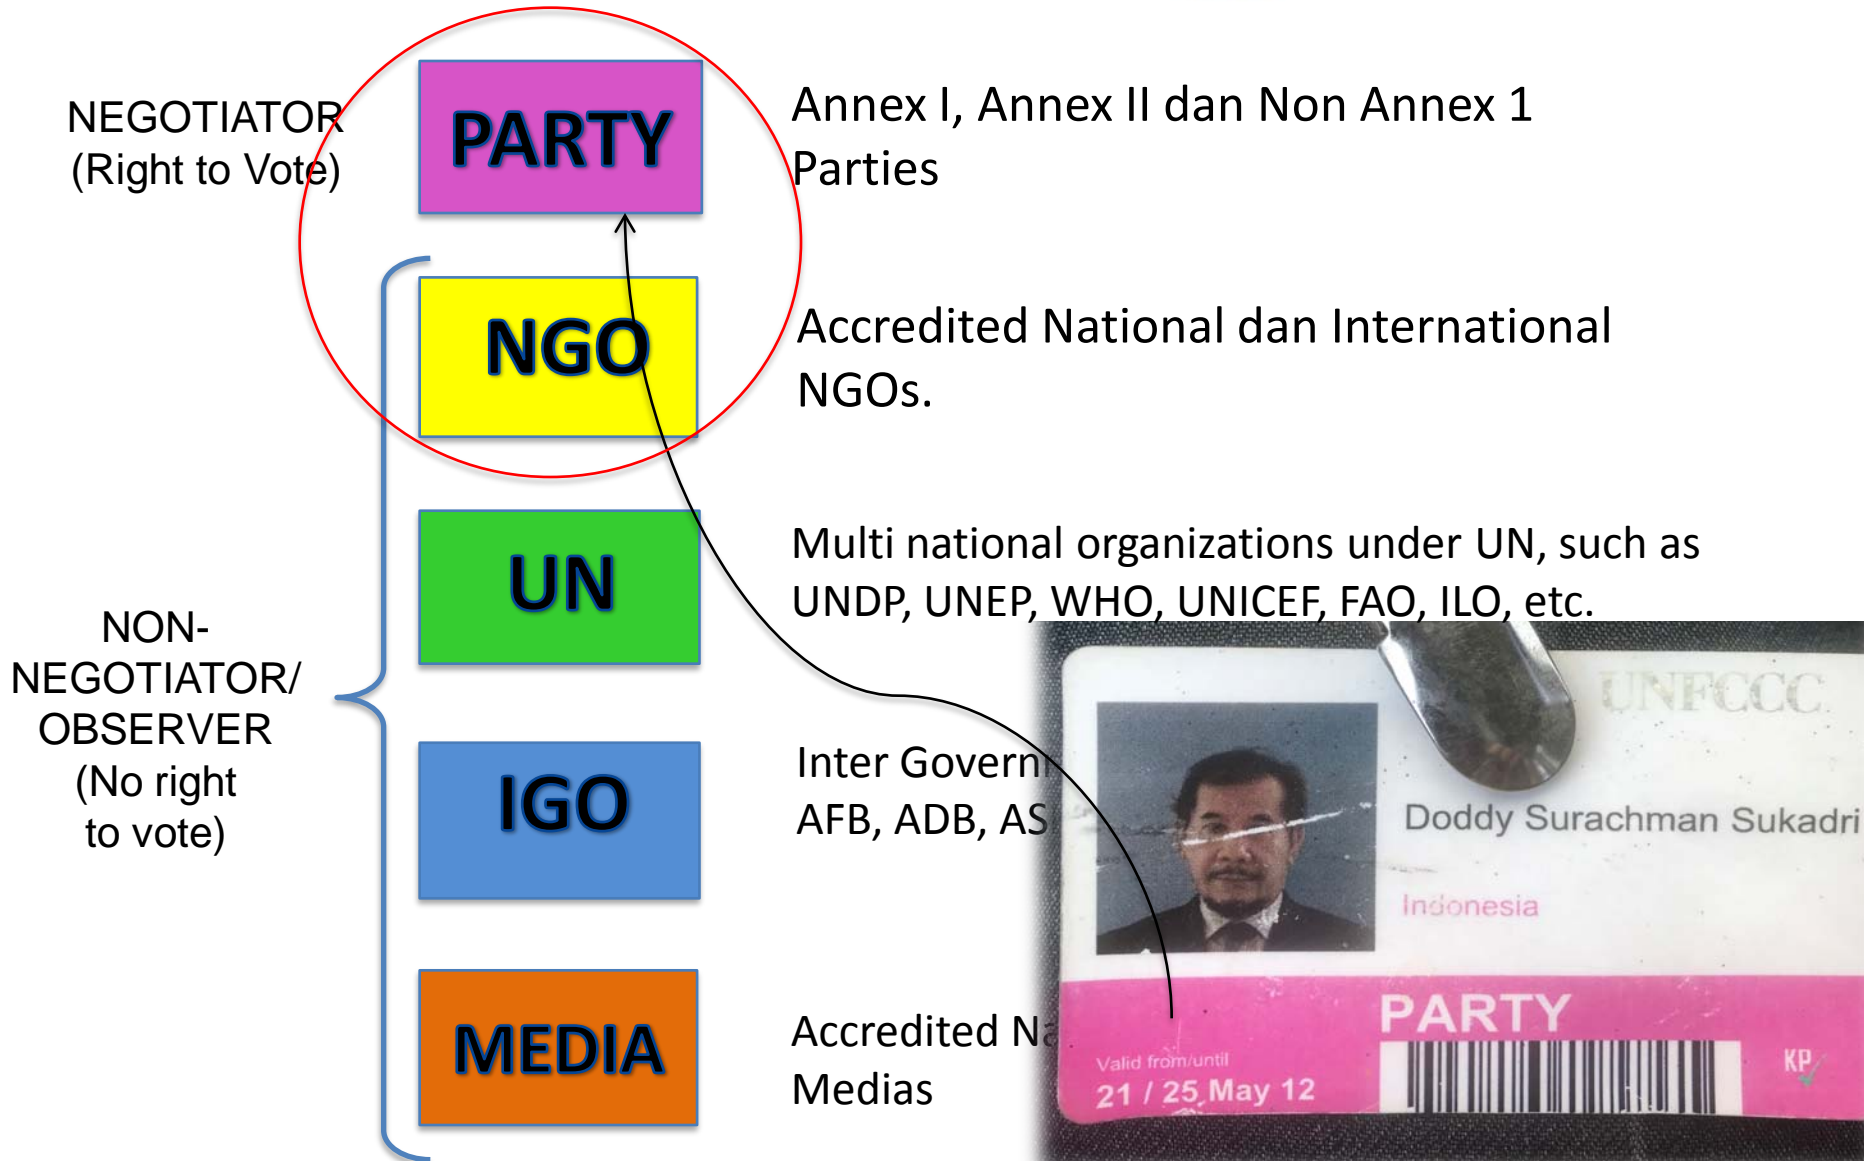 NEGOTIATOR
(Right to Vote)
PARTY
Annex I, Annex II dan Non Annex 1
Parties
NGO
Accredited National dan International
NGOs.
UN
Multi national organizations under UN, such as
UNDP, UNEP, WHO, UNICEF, FAO, ILO, etc.
NON-
NEGOTIATOR/
OBSERVER
(No right
to vote)
IGO
Inter
AFB, ADB,
MEDIA
Accredited
Medias
UNFCCC
Doddy Surachman Sukadri
Indonesia
PARTY
Valid from/until
21 / 25 May 12
KP